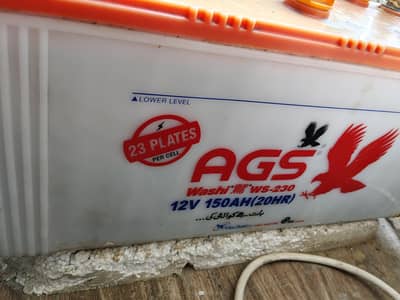 ▲LOWER LEVEL
23 PLATES
PER CELL
AGS
Washi WS-230
12V 150AH(20HR)